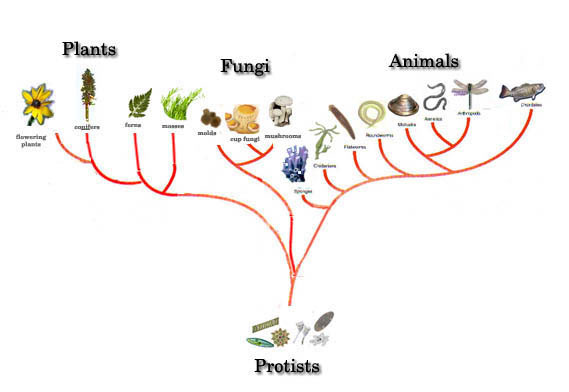 Plants
Fungi
Animals
flowering
plants
conifers
ferns
mosses
molds
cup fungi
mushrooms
Sponges
Cnidarians
Flatworms
Roundworms
Mollusks
Annelids
Arthropods
Protists